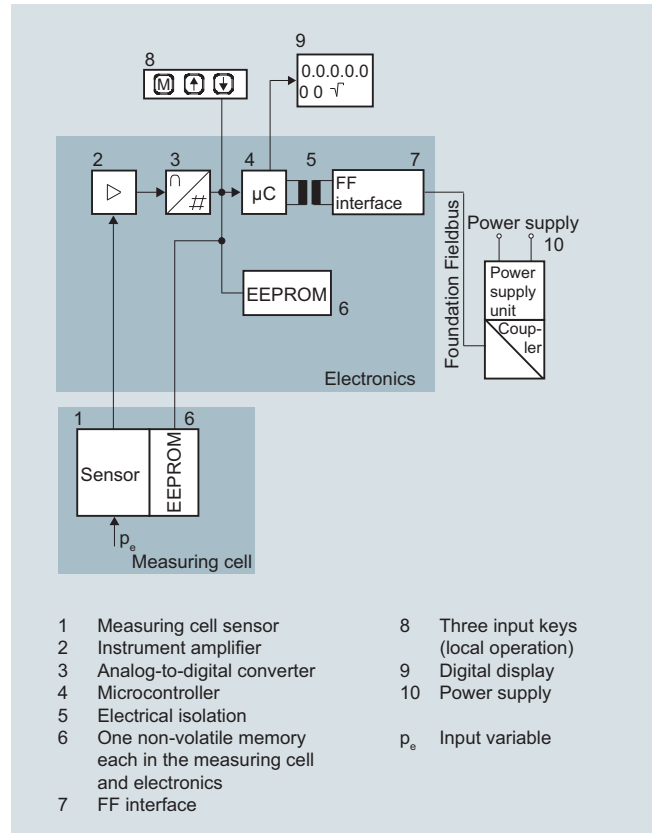 8
9
M
0.0.0.0.0
0 0 √
2
3
4
5
7
∩
#
µC
FF
interface
Power supply
10
Power
supply
unit
Coup-
ler
Foundation Fieldbus
EEPROM
6
Electronics
1
6
Sensor
EEPROM
pe
Measuring cell
1 Measuring cell sensor
2 Instrument amplifier
3 Analog-to-digital converter
4 Microcontroller
5 Electrical isolation
6 One non-volatile memory
each in the measuring cell
and electronics
7 FF interface
8 Three input keys
(local operation)
9 Digital display
10 Power supply
pe Input variable